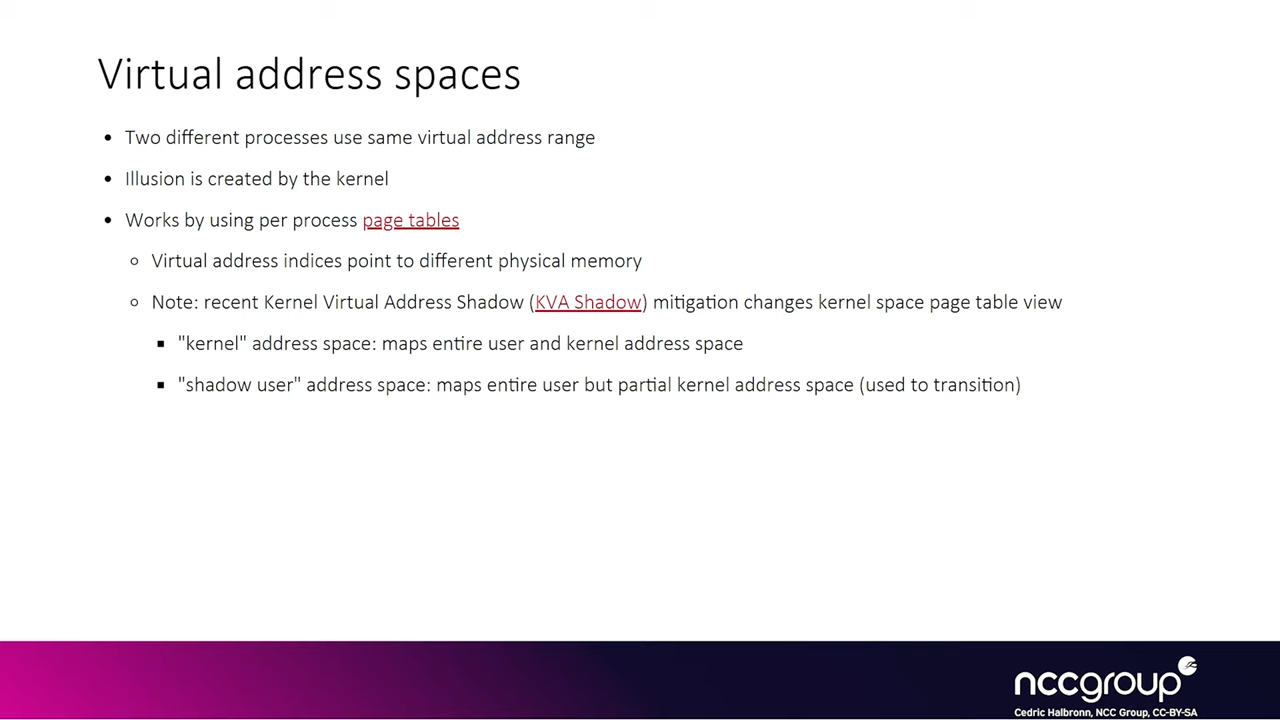 Virtual address spaces
• Two different processes use same virtual address range
• Illusion is created by the kernel
• Works by using per process page tables
○ Virtual address indices point to different physical memory
○ Note: recent Kernel Virtual Address Shadow (KVA Shadow) mitigation changes kernel space page table view
▪ "kernel" address space: maps entire user and kernel address space
▪ "shadow user" address space: maps entire user but partial kernel address space (used to transition)
nccgroup
Cedric Halbronn, NCC Group, CC-BY-SA